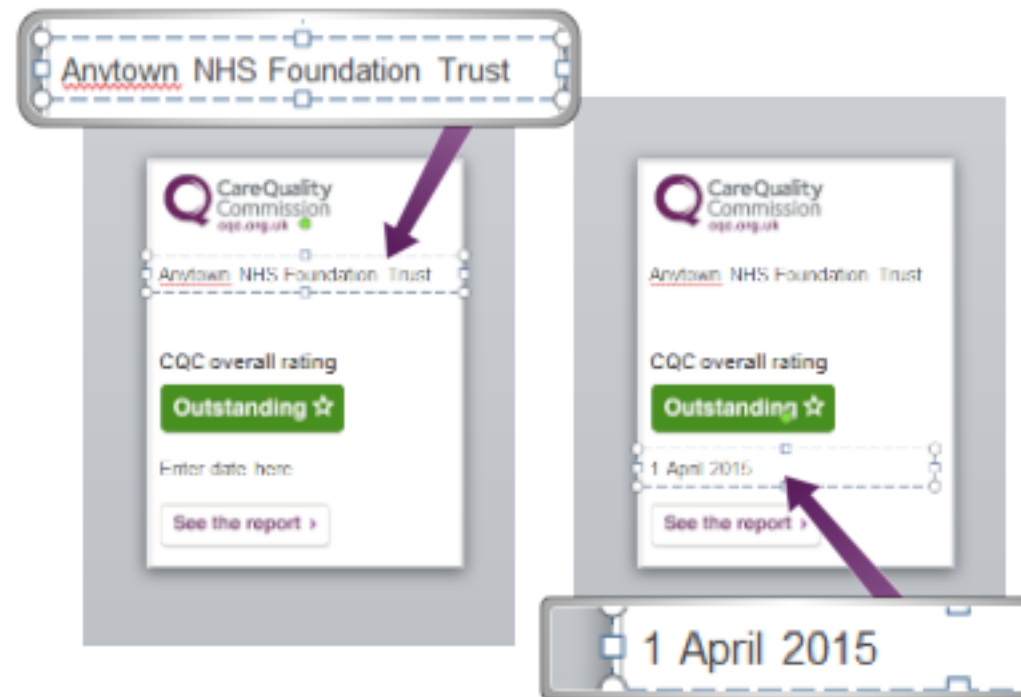 Anytown NHS Foundation Trust
CareQuality
Commission
cqc.org.uk
Anytown NHS Foundation Trust
CQC overall rating
Outstanding ☆
Enter date here
See the report ›
CareQuality
Commission
cqc.org.uk
Anytown NHS Foundation Trust
CQC overall rating
Outstanding ☆
1 April 2015
See the report ›
1 April 2015